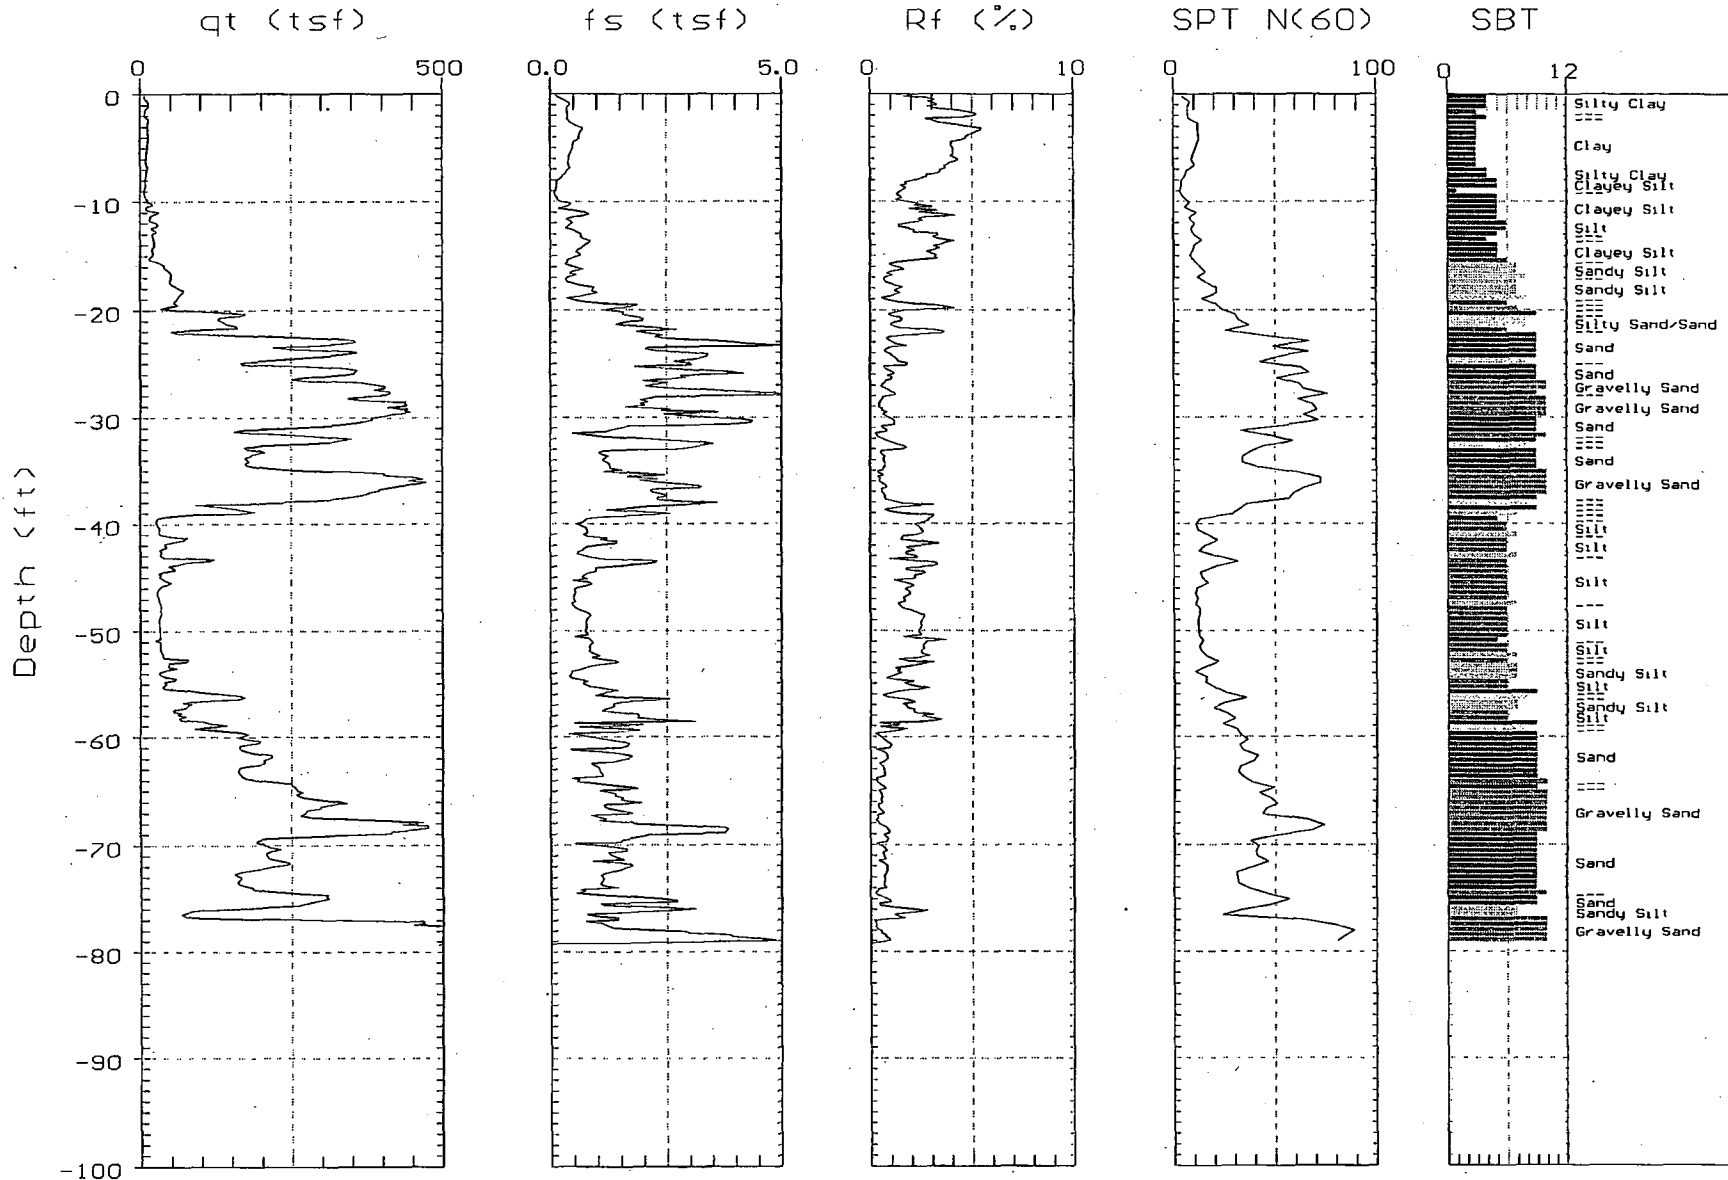 qt (tsf)
fs (tsf)
Rf (%)
SPT N(60)
SBT
0 500
0.0 5.0
0 10
0 100
0 12
Depth (ft)
0
-10
-20
-30
-40
-50
-60
-70
-80
-90
-100
Silty Clay
Clay
Silty Clay
Clayey Silt
Clayey Silt
Silt
Clayey Silt
Sandy Silt
Sandy Silt
Silty Sand/Sand
Sand
Sand
Gravelly Sand
Gravelly Sand
Sand
Sand
Gravelly Sand
Silt
Silt
Silt
Silt
Silt
Sandy Silt
Silt
Sandy Silt
Silt
Sand
Gravelly Sand
Sand
Sand
Sandy Silt
Gravelly Sand